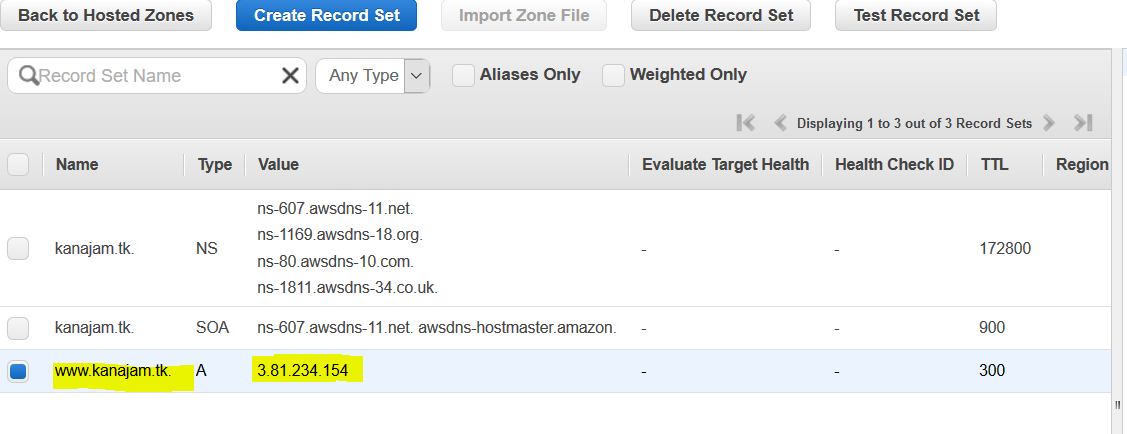 Back to Hosted Zones Create Record Set Import Zone File Delete Record Set Test Record Set
Record Set Name Any Type Aliases Only Weighted Only
Displaying 1 to 3 out of 3 Record Sets
Name Type Value Evaluate Target Health Health Check ID TTL Region
ns-607.awsdns-11.net.
ns-1169.awsdns-18.org.
kanajam.tk. NS - - 172800
ns-80.awsdns-10.com.
ns-1811.awsdns-34.co.uk.
kanajam.tk. SOA ns-607.awsdns-11.net. awsdns-hostmaster.amazon. - - 900
www.kanajam.tk. A 3.81.234.154 - - 300